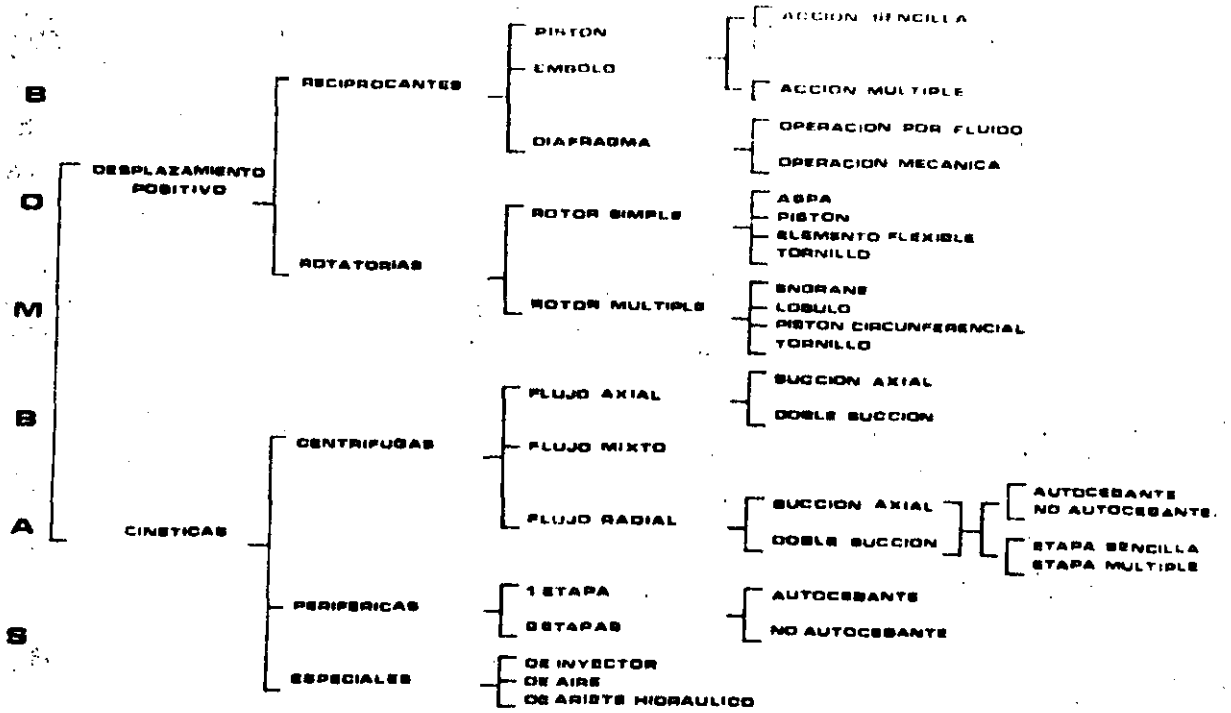 BOMBAS
DESPLAZAMIENTO
POSITIVO
RECIPROCANTES
PISTON
EMBOLO
DIAFRAGMA
ACCION SENCILLA
ACCION MULTIPLE
OPERACION POR FLUIDO
OPERACION MECANICA
ROTATORIAS
ROTOR SIMPLE
ASPA
PISTON
ELEMENTO FLEXIBLE
TORNILLO
ROTOR MULTIPLE
ENGRANE
LOBULO
PISTON CIRCUNFERENCIAL
TORNILLO
CINETICAS
CENTRIFUGAS
FLUJO AXIAL
SUCCION AXIAL
DOBLE SUCCION
FLUJO MIXTO
FLUJO RADIAL
SUCCION AXIAL
DOBLE SUCCION
AUTOCEBANTE
NO AUTOCEBANTE.
ETAPA SENCILLA
ETAPA MULTIPLE
PERIFERICAS
1 ETAPA
AUTOCEBANTE
NO AUTOCEBANTE
ESPECIALES
DE INYECTOR
DE AIRE
DE ARIETE HIDRAULICO